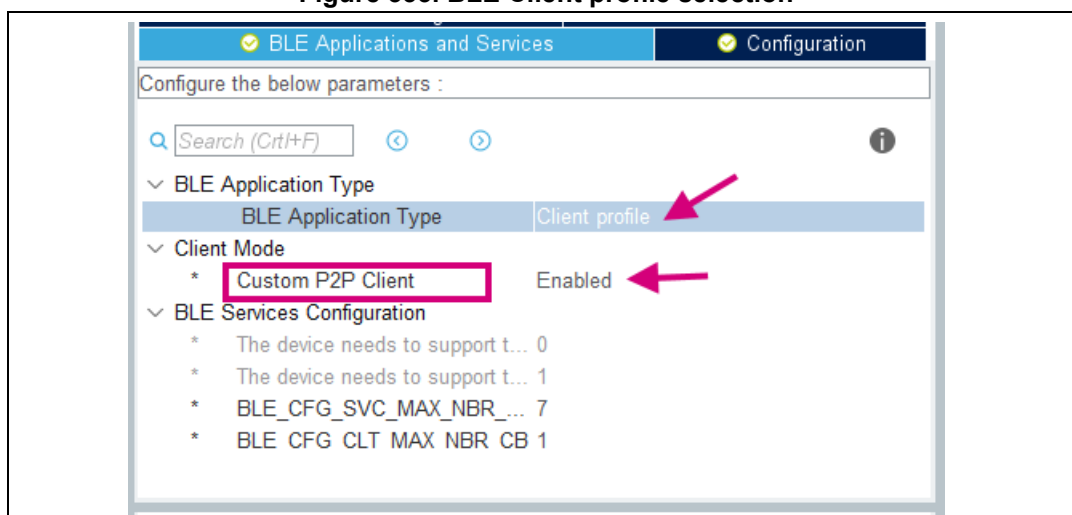 BLE Applications and Services
Configuration
Configure the below parameters :
Search (Crtl+F)
BLE Application Type
BLE Application Type Client profile
Client Mode
* Custom P2P Client Enabled
BLE Services Configuration
* The device needs to support t... 0
* The device needs to support t... 1
* BLE_CFG_SVC_MAX_NBR_... 7
* BLE_CFG_CLT_MAX_NBR_CB 1